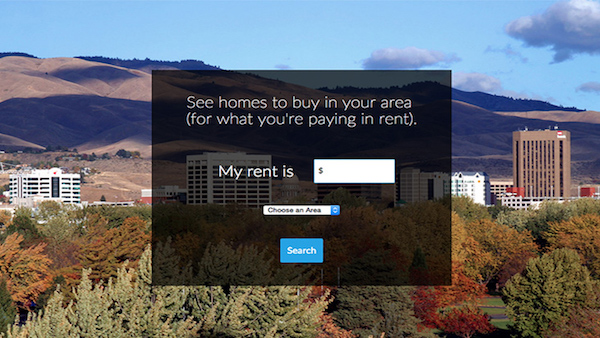 See homes to buy in your area
(for what you're paying in rent).
My rent is $
Choose an Area
Search